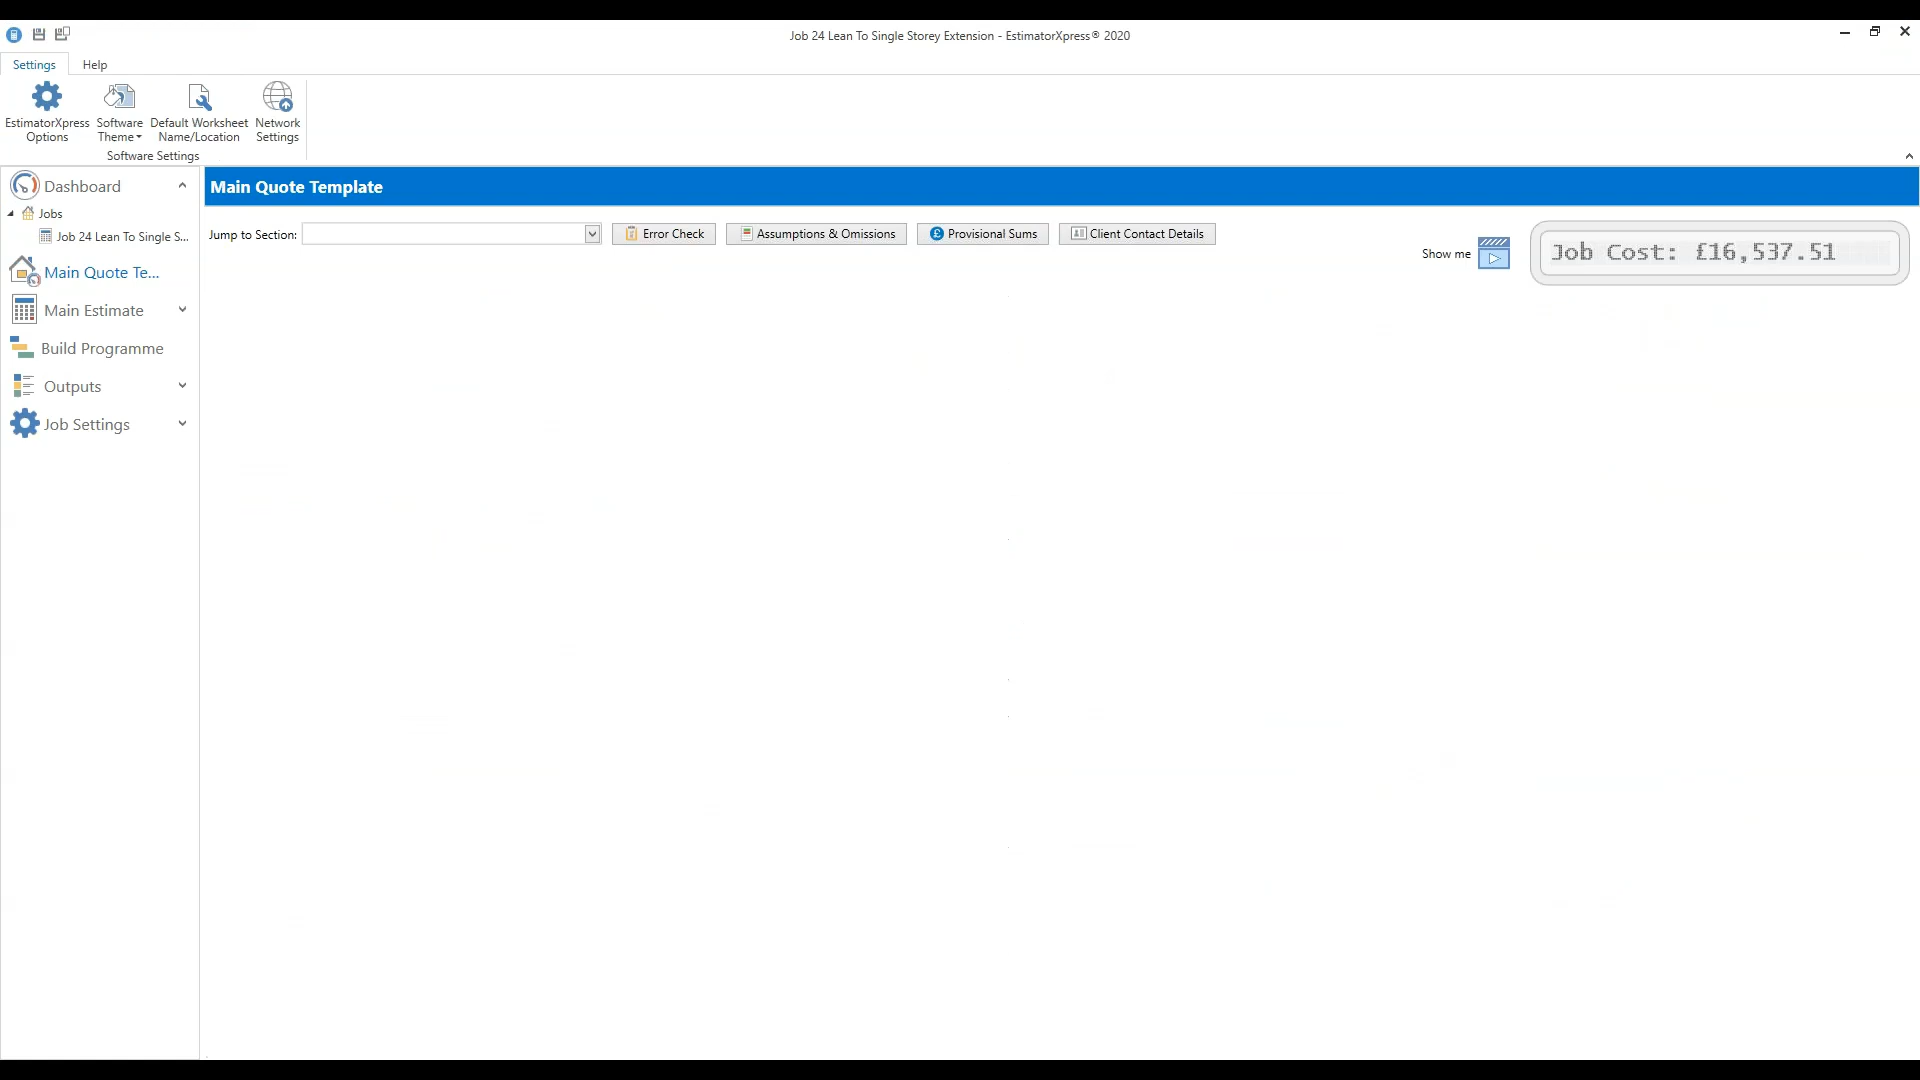 Job 24 Lean To Single Storey Extension - EstimatorXpress® 2020
Settings
Help
EstimatorXpress
Options
Software
Theme
Default Worksheet
Name/Location
Network
Settings
Software Settings
Dashboard
Jobs
Job 24 Lean To Single S...
Main Quote Te...
Main Estimate
Build Programme
Outputs
Job Settings
Main Quote Template
Jump to Section:
Error Check
Assumptions & Omissions
Provisional Sums
Client Contact Details
Show me
Job Cost: £16,537.51